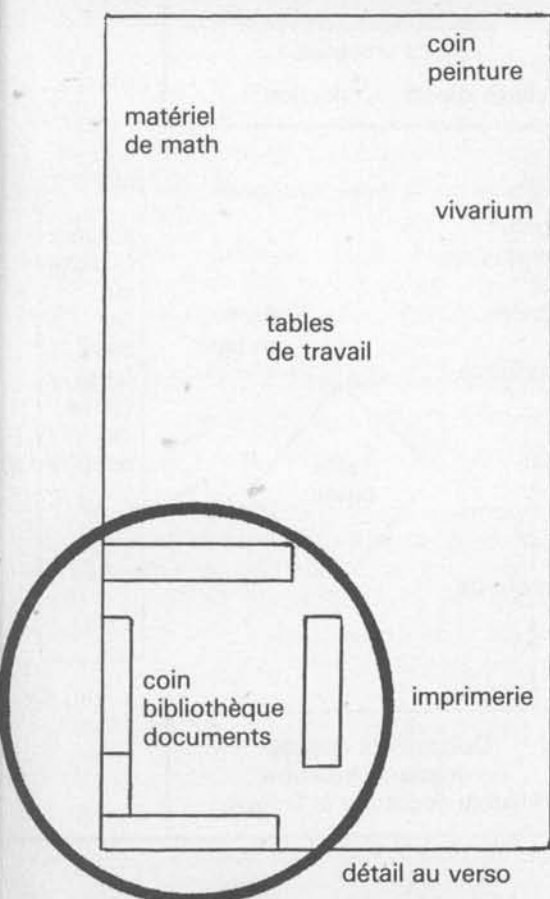 coin
peinture
matériel
de math
vivarium
tables
de travail
coin
bibliothèque
documents
imprimerie
détail au verso